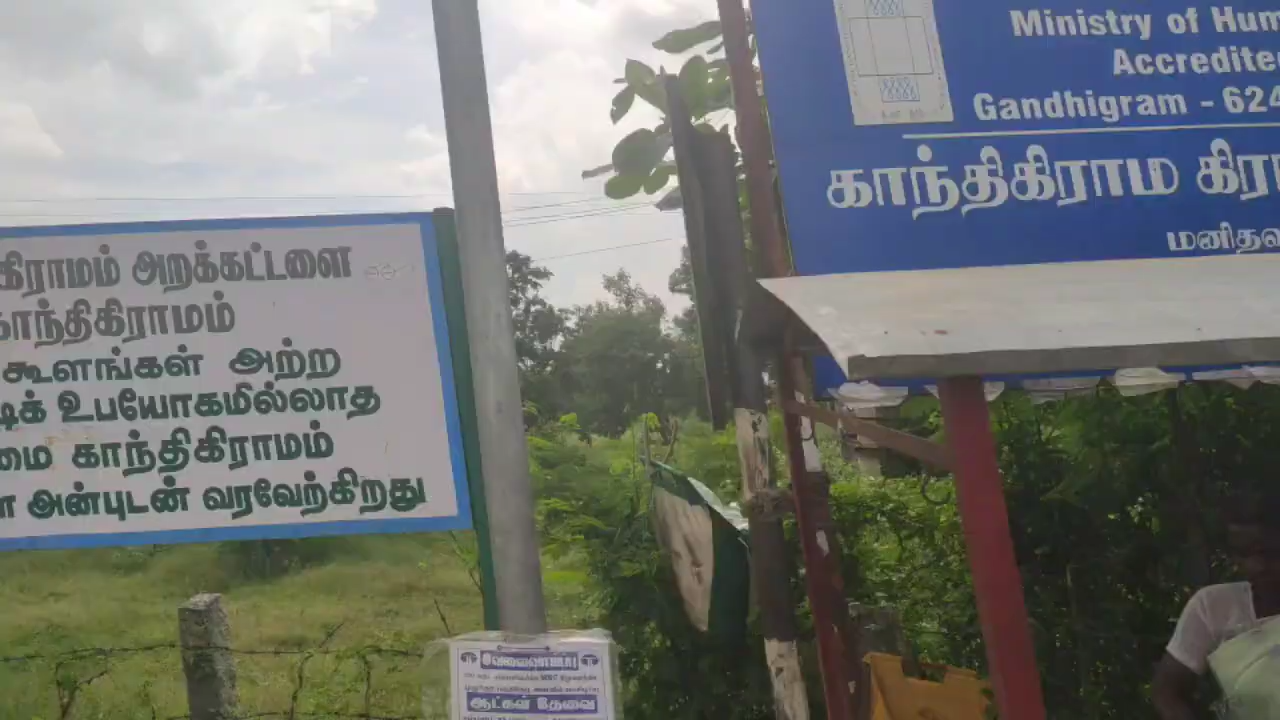 கிராமம் அறக்கட்டளை
காந்திகிராமம்
கூளங்கள் அற்ற
டிக் உபயோகமில்லாத
மை காந்திகிராமம்
அன்புடன் வரவேற்கிறது
Ministry of Hum
Accredited
Gandhigram - 624
காந்திகிராம கிரா
மனிதவ
வேலைவாய்ப்பு
ஆட்கள் தேவை